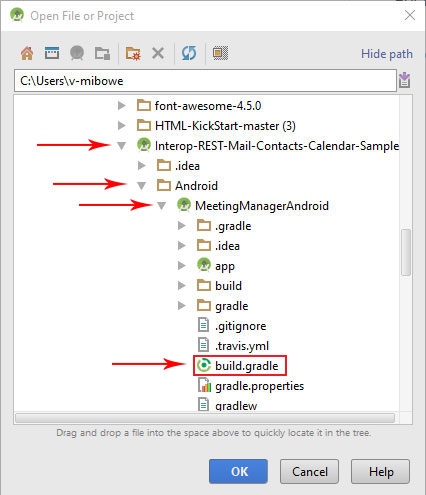 Open File or Project
Hide path
C:\Users\v-mibowe
font-awesome-4.5.0
HTML-KickStart-master (3)
Interop-REST-Mail-Contacts-Calendar-Sample
.idea
Android
MeetingManagerAndroid
.gradle
.idea
app
build
gradle
.gitignore
.travis.yml
build.gradle
gradle.properties
gradlew
Drag and drop a file into the space above to quickly locate it in the tree.
OK
Cancel
Help